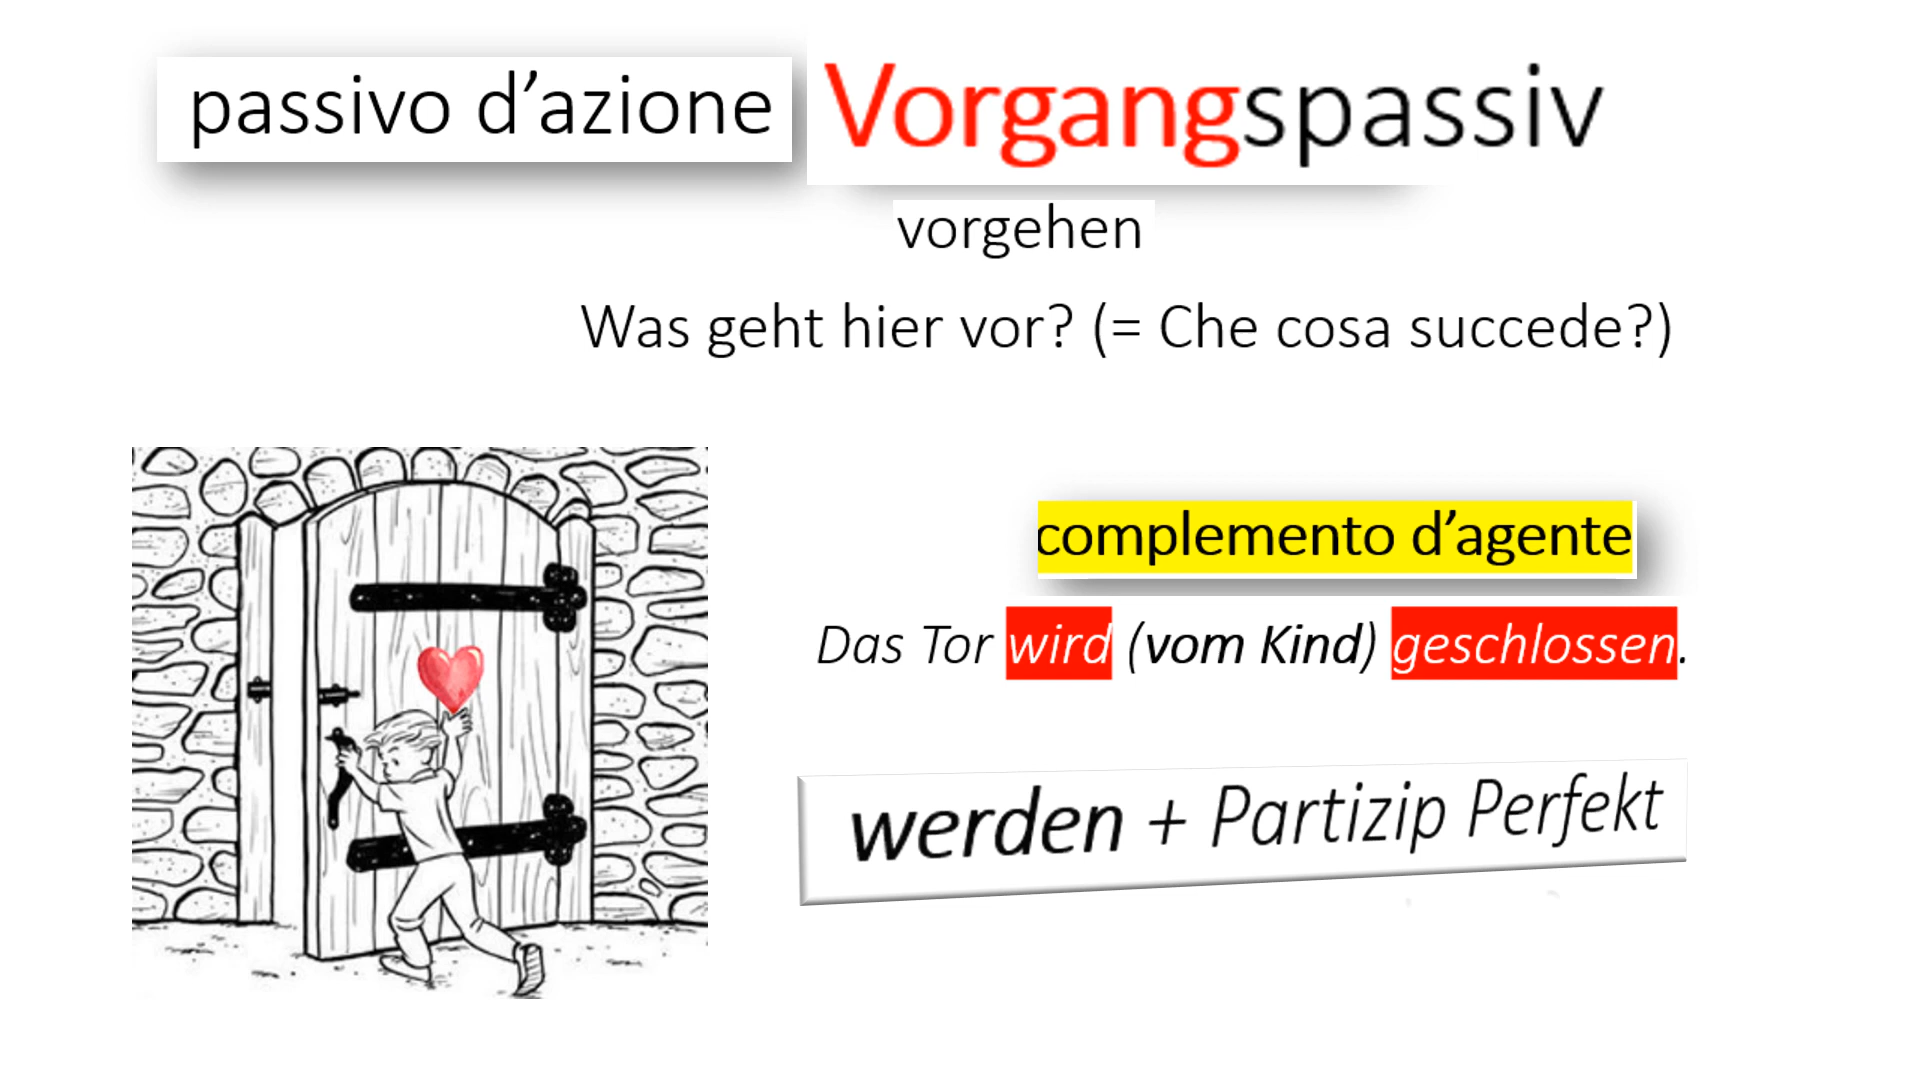 passivo d’azione Vorgangspassiv
vorgehen
Was geht hier vor? (= Che cosa succede?)
complemento d’agente
Das Tor wird (vom Kind) geschlossen.
werden + Partizip Perfekt